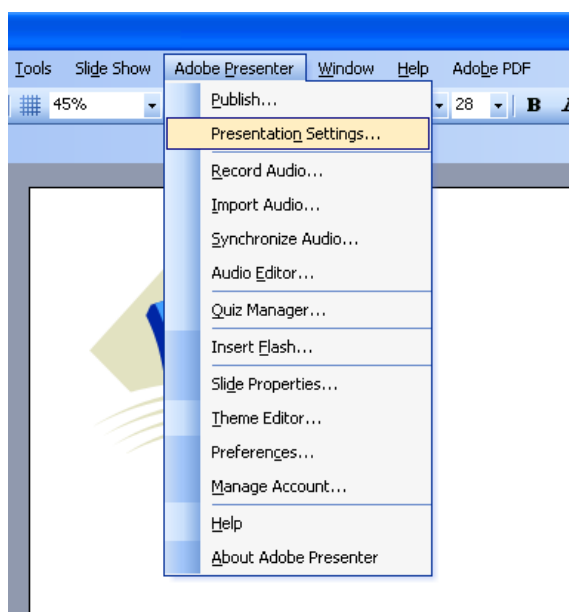 Tools Slide Show Adobe Presenter Window Help Adobe PDF
45% 28 B
Publish...
Presentation Settings...
Record Audio...
Import Audio...
Synchronize Audio...
Audio Editor...
Quiz Manager...
Insert Flash...
Slide Properties...
Theme Editor...
Preferences...
Manage Account...
Help
About Adobe Presenter